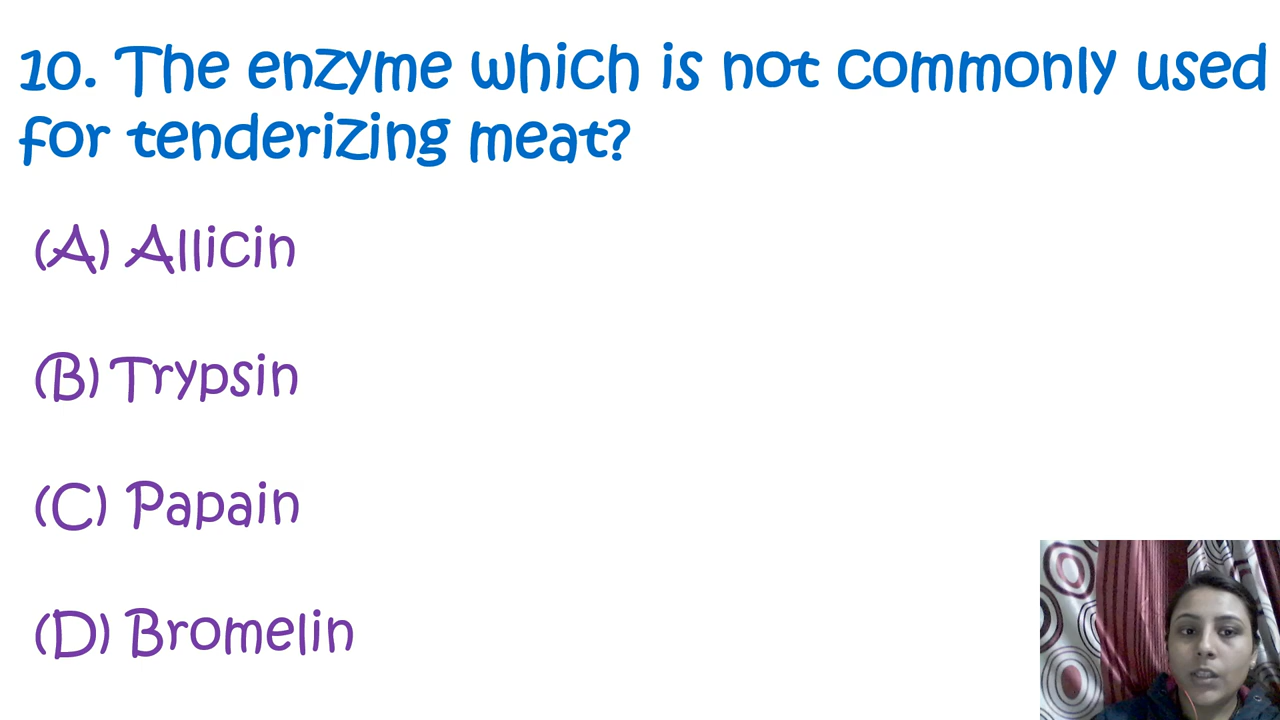 10. The enzyme which is not commonly used
for tenderizing meat?
(A) Allicin
(B) Trypsin
(C) Papain
(D) Bromelin